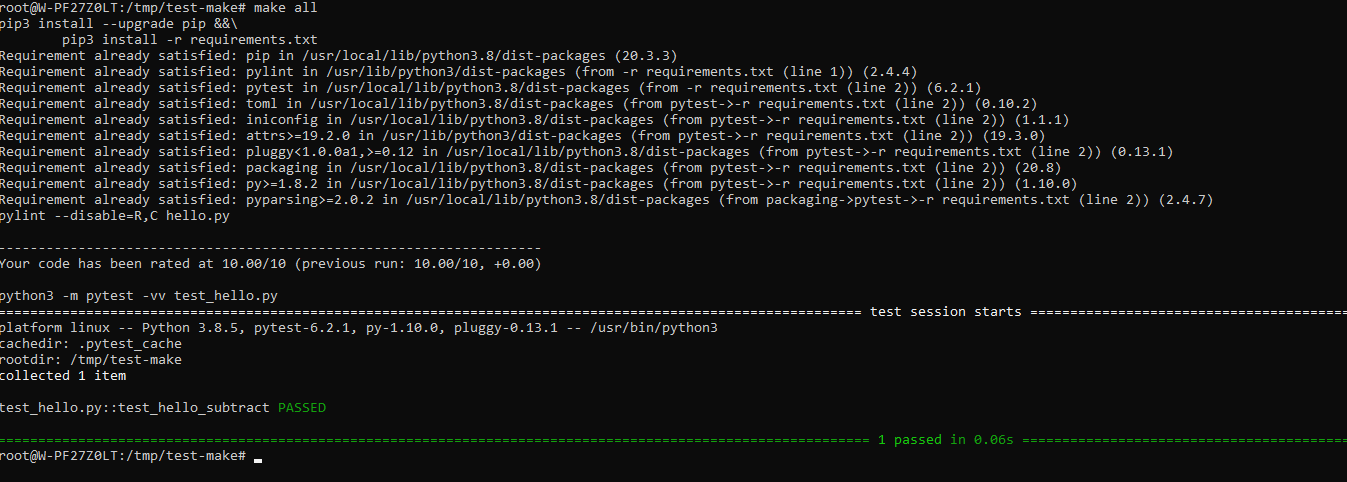 root@W-PF27Z0LT:/tmp/test-make# make all
pip3 install --upgrade pip &&\
        pip3 install -r requirements.txt
Requirement already satisfied: pip in /usr/local/lib/python3.8/dist-packages (20.3.3)
Requirement already satisfied: pylint in /usr/lib/python3/dist-packages (from -r requirements.txt (line 1)) (2.4.4)
Requirement already satisfied: pytest in /usr/local/lib/python3.8/dist-packages (from -r requirements.txt (line 2)) (6.2.1)
Requirement already satisfied: toml in /usr/local/lib/python3.8/dist-packages (from pytest->-r requirements.txt (line 2)) (0.10.2)
Requirement already satisfied: iniconfig in /usr/local/lib/python3.8/dist-packages (from pytest->-r requirements.txt (line 2)) (1.1.1)
Requirement already satisfied: attrs>=19.2.0 in /usr/lib/python3/dist-packages (from pytest->-r requirements.txt (line 2)) (19.3.0)
Requirement already satisfied: pluggy<1.0.0a1,>=0.12 in /usr/local/lib/python3.8/dist-packages (from pytest->-r requirements.txt (line 2)) (0.13.1)
Requirement already satisfied: packaging in /usr/local/lib/python3.8/dist-packages (from pytest->-r requirements.txt (line 2)) (20.8)
Requirement already satisfied: py>=1.8.2 in /usr/local/lib/python3.8/dist-packages (from pytest->-r requirements.txt (line 2)) (1.10.0)
Requirement already satisfied: pyparsing>=2.0.2 in /usr/local/lib/python3.8/dist-packages (from packaging->pytest->-r requirements.txt (line 2)) (2.4.7)
pylint --disable=R,C hello.py

--------------------------------------------------------------------
Your code has been rated at 10.00/10 (previous run: 10.00/10, +0.00)

python3 -m pytest -vv test_hello.py
============================================================================================================ test session starts ========================================
platform linux -- Python 3.8.5, pytest-6.2.1, py-1.10.0, pluggy-0.13.1 -- /usr/bin/python3
cachedir: .pytest_cache
rootdir: /tmp/test-make
collected 1 item

test_hello.py::test_hello_subtract PASSED

============================================================================================================= 1 passed in 0.06s =========================================
root@W-PF27Z0LT:/tmp/test-make#